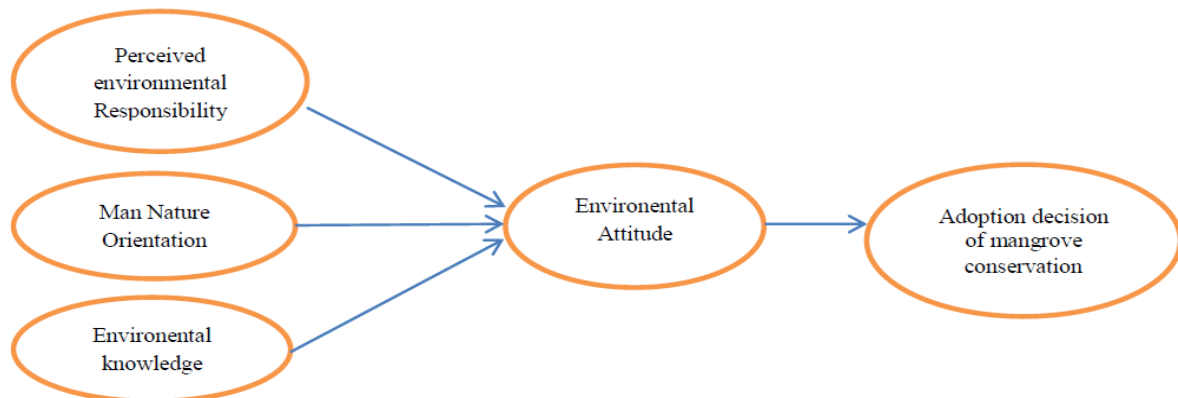 Perceived
environmental
Responsibility
Man Nature
Orientation
Environental
knowledge
Environental
Attitude
Adoption decision
of mangrove
conservation